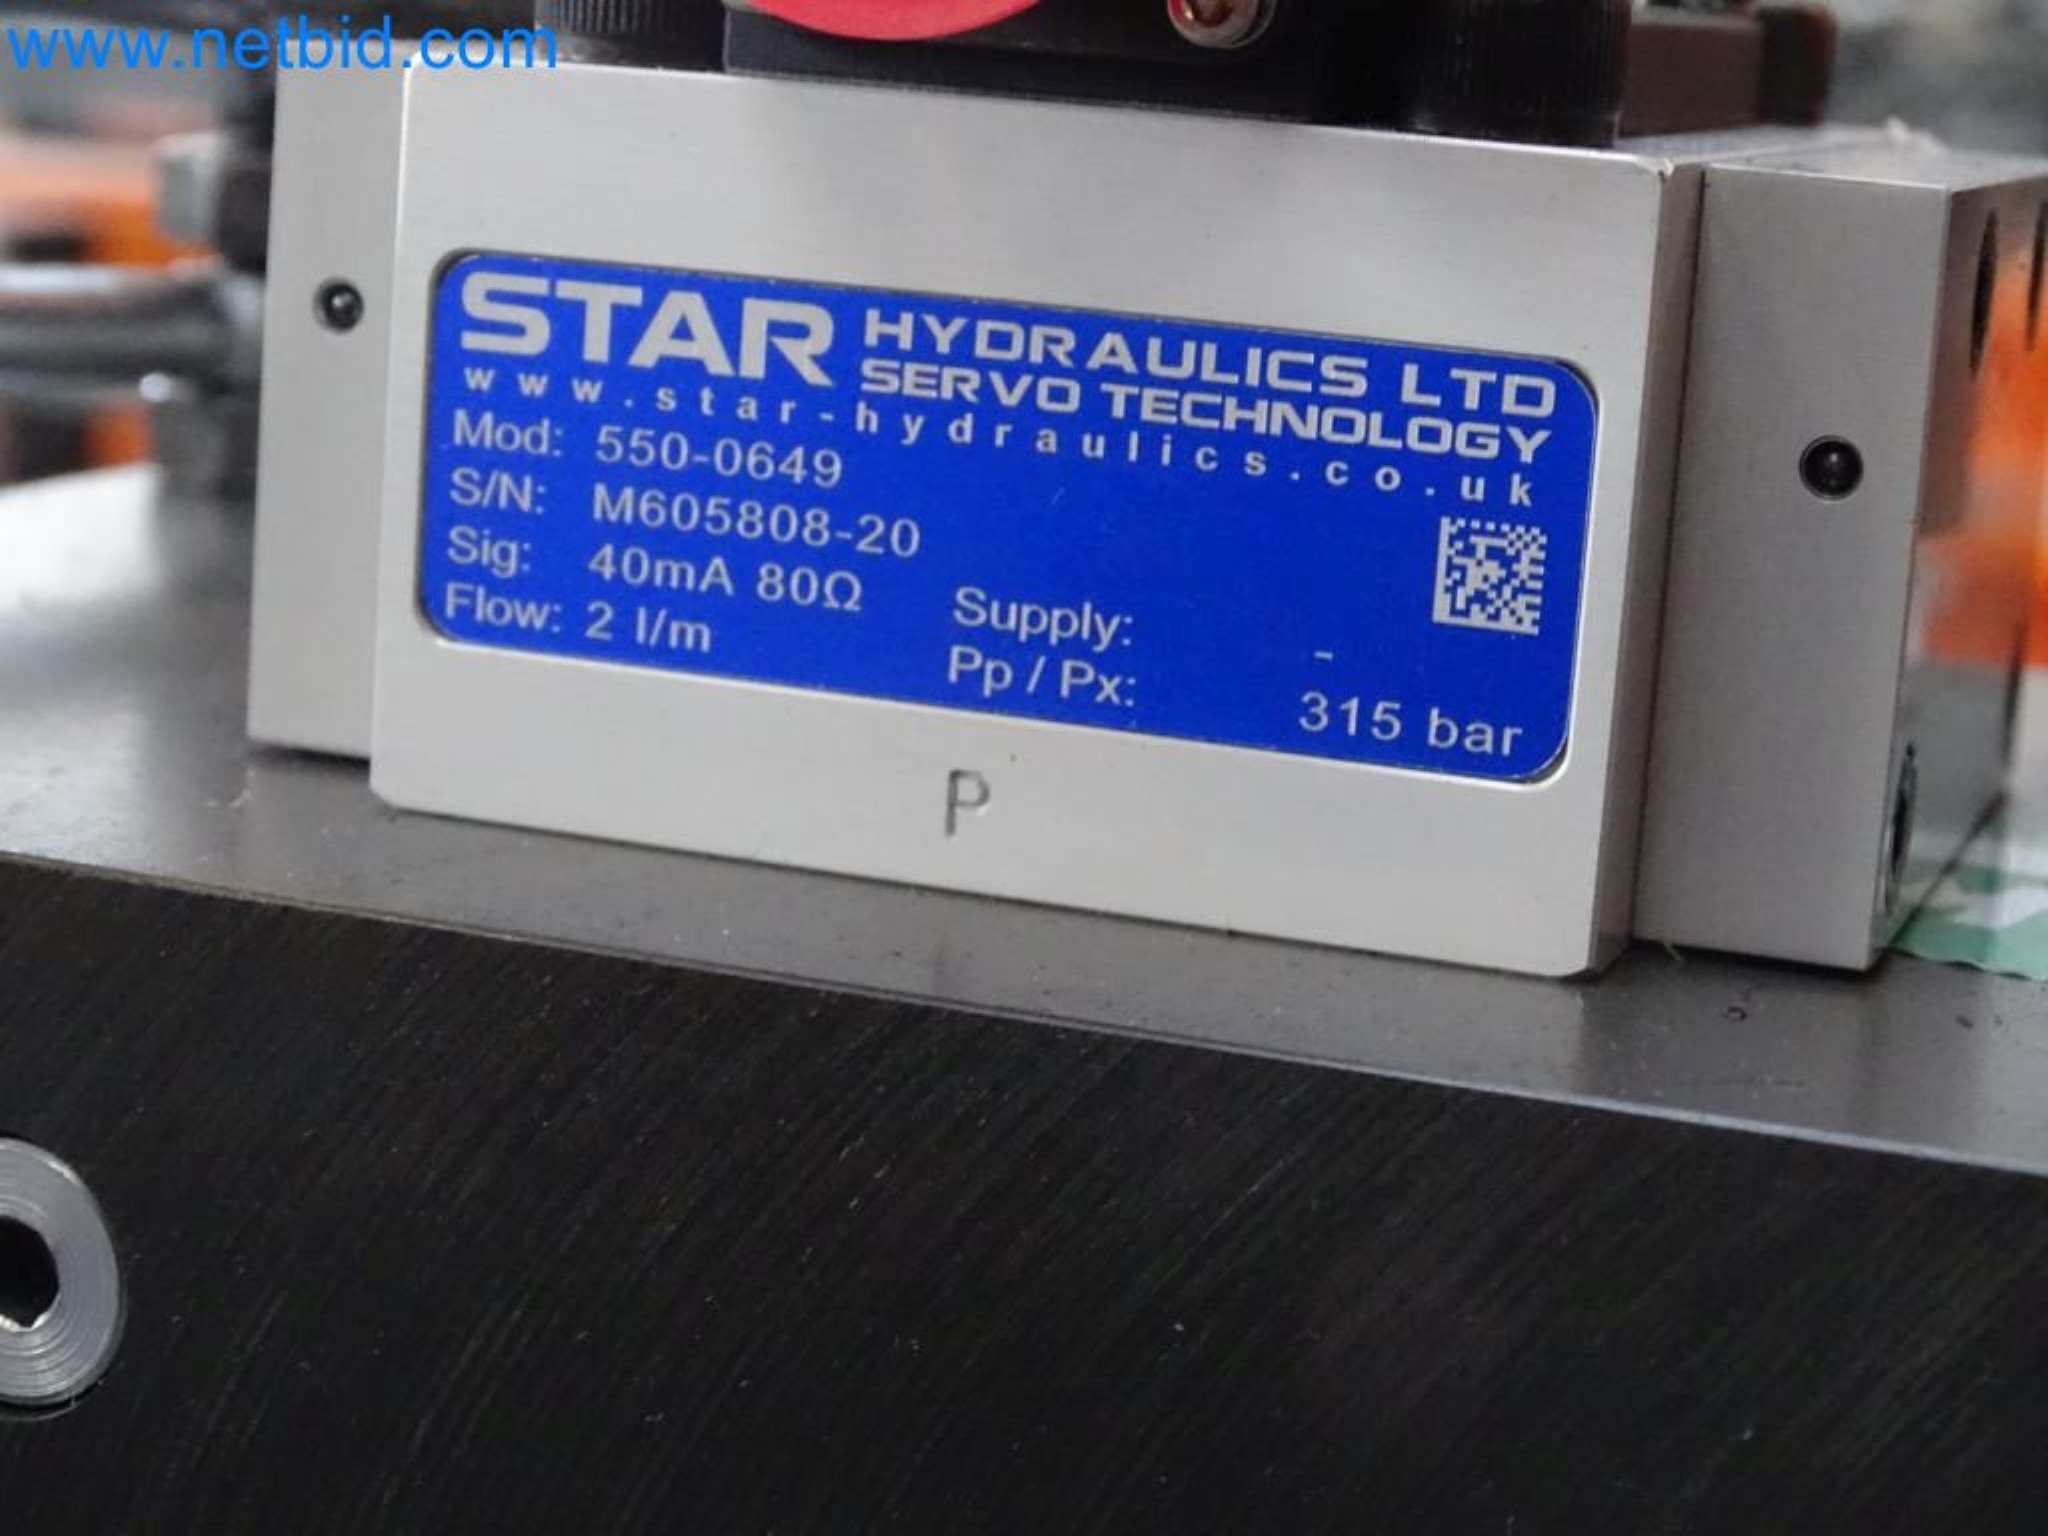 www.netbid.com
STAR HYDRAULICS LTD
SERVO TECHNOLOGY
www.star-hydraulics.co.uk
Mod: 550-0649
S/N: M605808-20
Sig: 40mA 80Ω
Flow: 2 l/m
Supply: -
Pp / Px: 315 bar
P